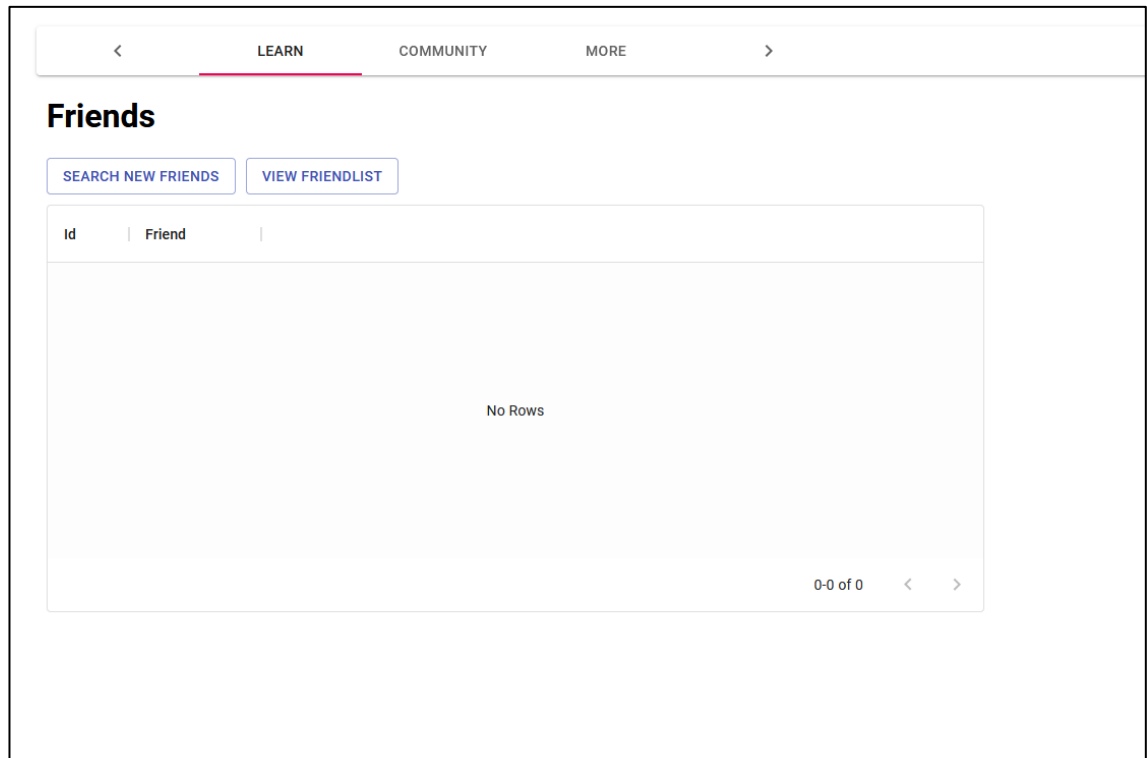 LEARN COMMUNITY MORE
Friends
SEARCH NEW FRIENDS VIEW FRIENDLIST
Id Friend
No Rows
0-0 of 0